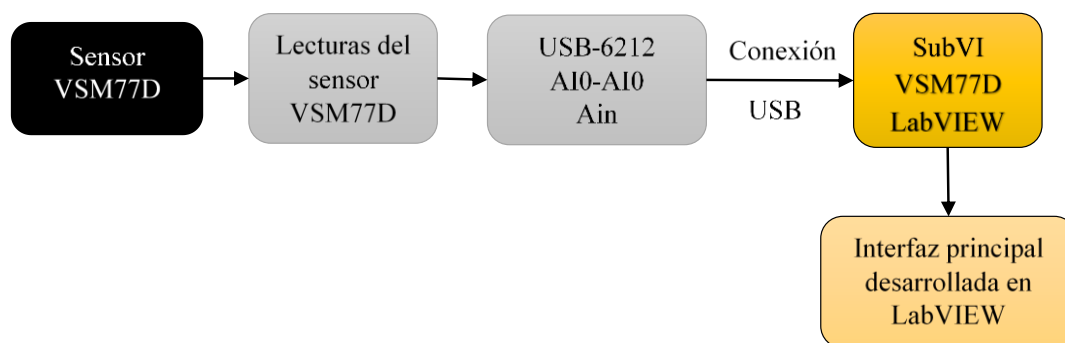 Sensor
VSM77D
Lecturas del
sensor
VSM77D
USB-6212
AI0-AI0
Ain
Conexión
USB
SubVI
VSM77D
LabVIEW
Interfaz principal
desarrollada en
LabVIEW